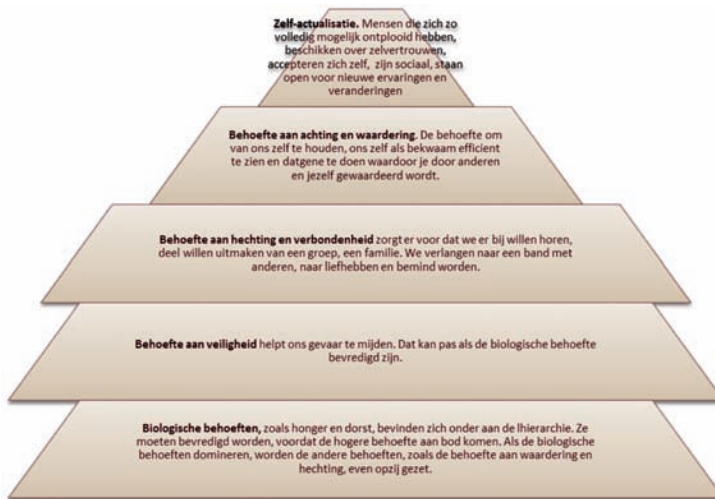 Zelf-actualisatie. Mensen die zich zo
volledig mogelijk ontplooid hebben,
beschikken over zelvertrouwen,
accepteren zich zelf, zijn sociaal, staan
open voor nieuwe ervaringen en
veranderingen
Behoefte aan achting en waardering. De behoefte om
van ons zelf te houden, ons zelf als bekwaam efficient
te zien en datgene te doen waardoor je door anderen
en jezelf gewaardeerd wordt.
Behoefte aan hechting en verbondenheid zorgt er voor dat we er bij willen horen,
deel willen uitmaken van een groep, een familie. We verlangen naar een band met
anderen, naar liefhebben en bemind worden.
Behoefte aan veiligheid helpt ons gevaar te mijden. Dat kan pas als de biologische behoefte
bevredigd zijn.
Biologische behoeften, zoals honger en dorst, bevinden zich onder aan de lhierarchie. Ze
moeten bevredigd worden, voordat de hogere behoefte aan bod komen. Als de biologische
behoeften domineren, worden de andere behoeften, zoals de behoefte aan waardering en
hechting, even opzij gezet.